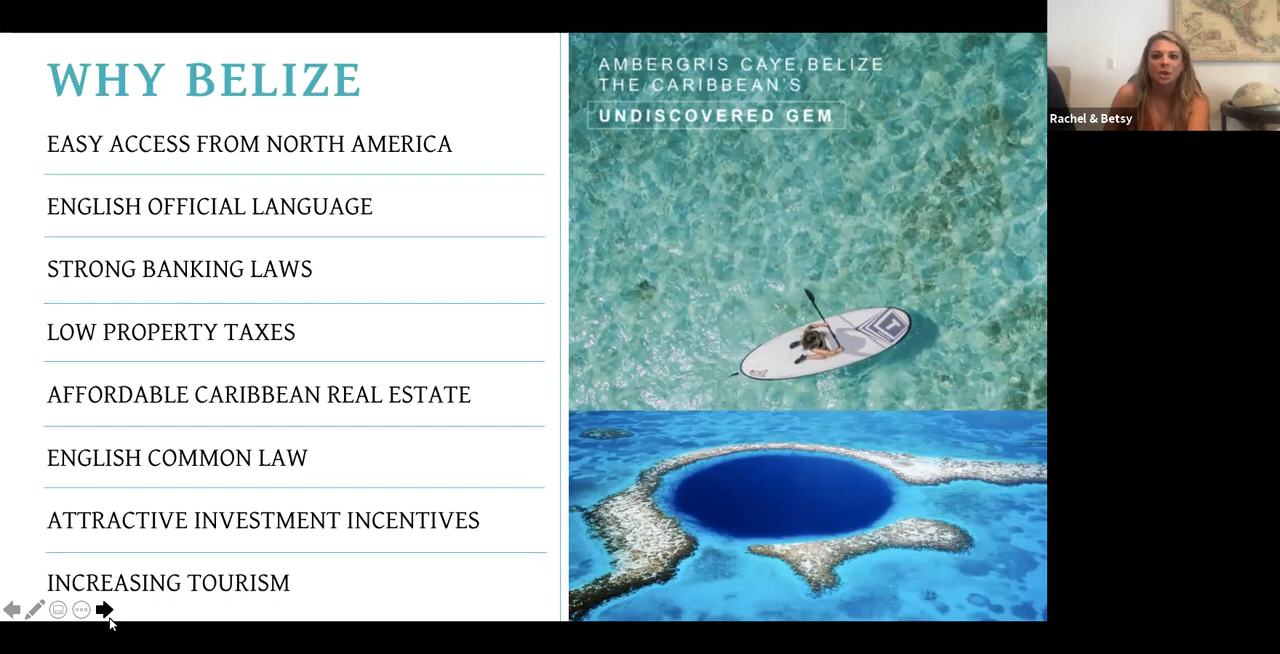 WHY BELIZE
EASY ACCESS FROM NORTH AMERICA
ENGLISH OFFICIAL LANGUAGE
STRONG BANKING LAWS
LOW PROPERTY TAXES
AFFORDABLE CARIBBEAN REAL ESTATE
ENGLISH COMMON LAW
ATTRACTIVE INVESTMENT INCENTIVES
INCREASING TOURISM
AMBERGRIS CAYE,BELIZE
THE CARIBBEAN'S
UNDISCOVERED GEM
T
Rachel & Betsy